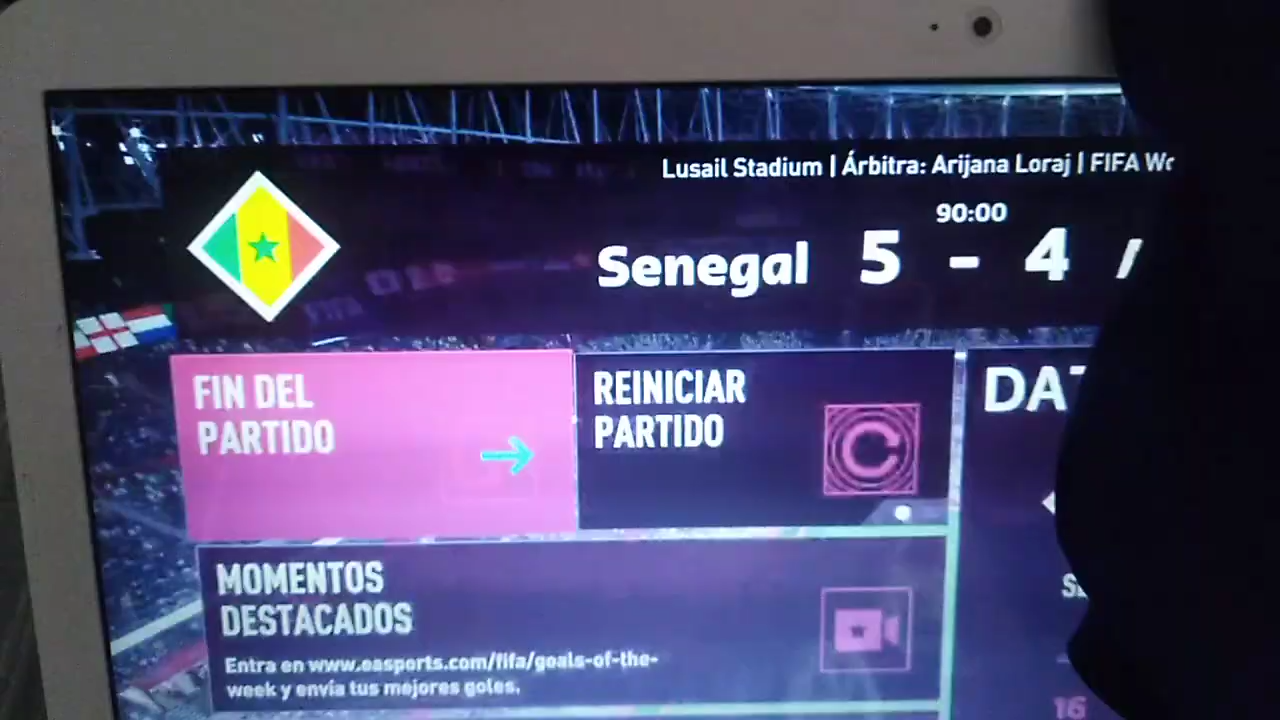 Lusail Stadium | Árbitra: Arijana Loraj | FIFA
90:00
Senegal 5 - 4
FIN DEL
PARTIDO
REINICIAR
PARTIDO
MOMENTOS
DESTACADOS
Entra en www.easports.com/fifa/goals-of-the-
week y envía tus mejores goles.
16